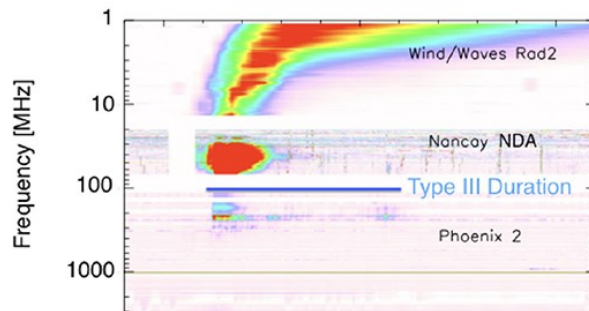 1
Wind/Waves Rad2
10
Nancay NDA
100
Type III Duration
Phoenix 2
1000
Frequency [MHz]